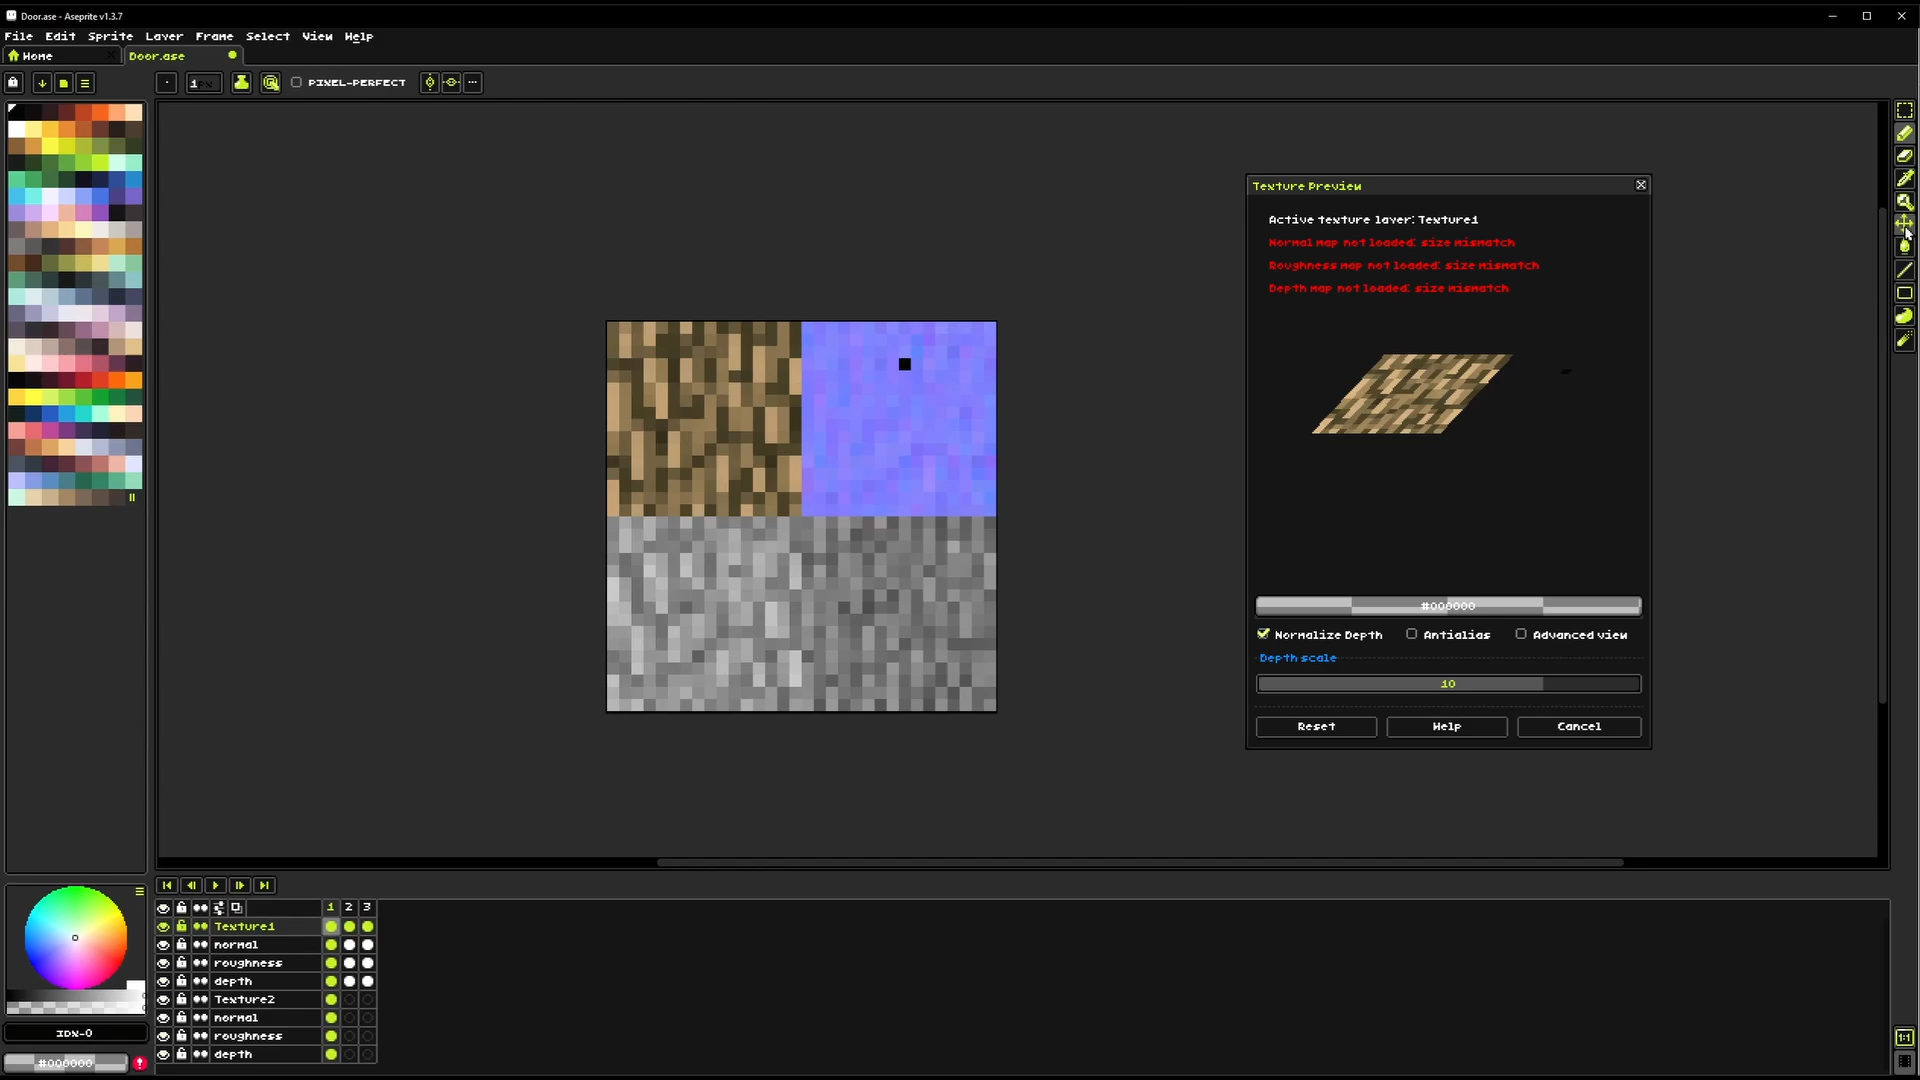 Door.ase - Aseprite v1.3.7
File Edit Sprite Layer Frame Select View Help
Home Door.ase
1px PIXEL-PERFECT
Texture Preview
Active texture layer: Texture1
Normal map not loaded: size mismatch
Roughness map not loaded: size mismatch
Depth map not loaded: size mismatch
#000000
Normalize Depth Antialias Advanced view
Depth scale
10
Reset Help Cancel
1 2 3
Texture1
normal
roughness
depth
Texture2
normal
roughness
depth
IDX-0
#000000
1:1